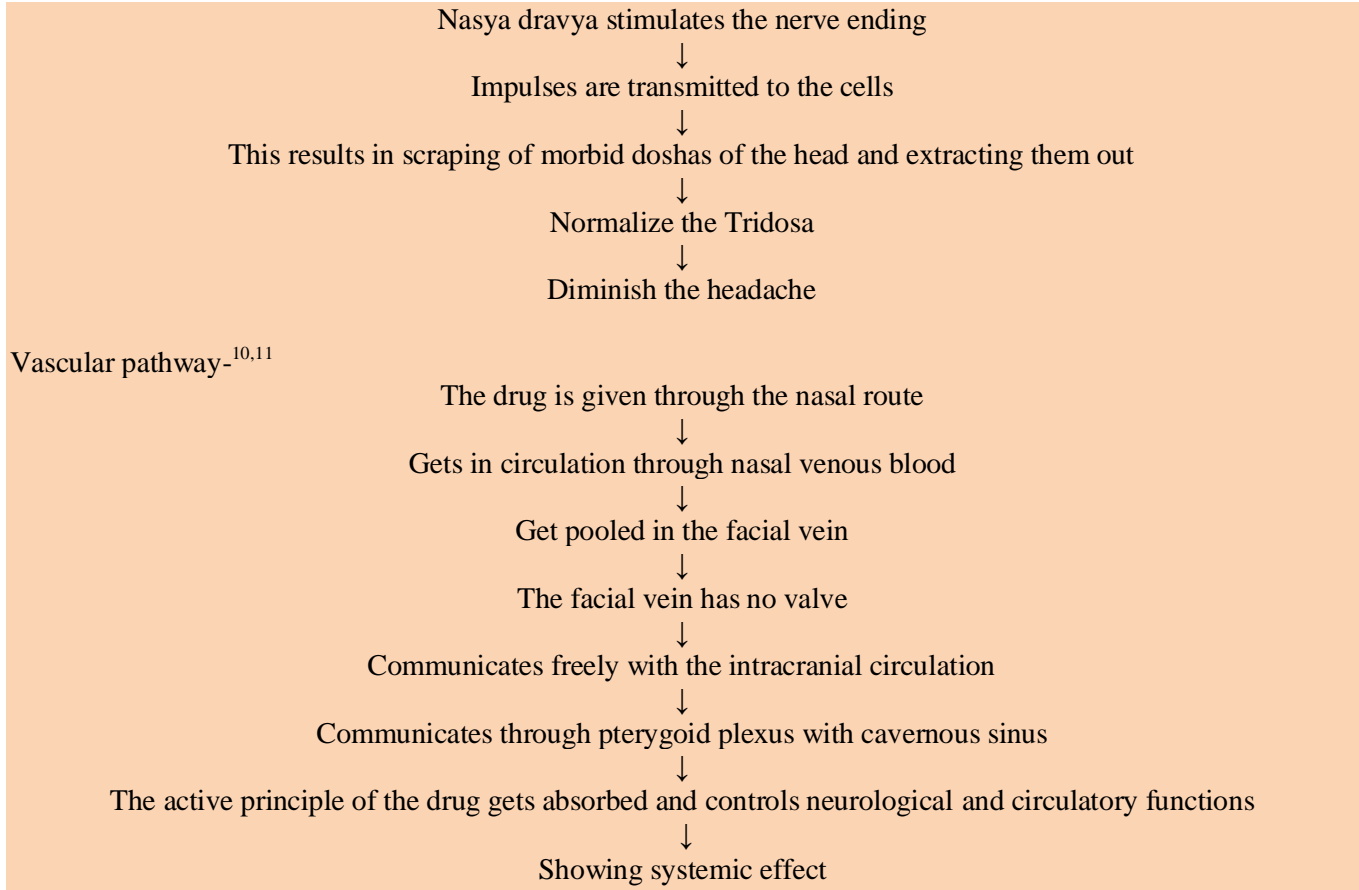 Nasya dravya stimulates the nerve ending
↓
Impulses are transmitted to the cells
↓
This results in scraping of morbid doshas of the head and extracting them out
↓
Normalize the Tridosa
↓
Diminish the headache
Vascular pathway-10,11
The drug is given through the nasal route
↓
Gets in circulation through nasal venous blood
↓
Get pooled in the facial vein
↓
The facial vein has no valve
↓
Communicates freely with the intracranial circulation
↓
Communicates through pterygoid plexus with cavernous sinus
↓
The active principle of the drug gets absorbed and controls neurological and circulatory functions
↓
Showing systemic effect